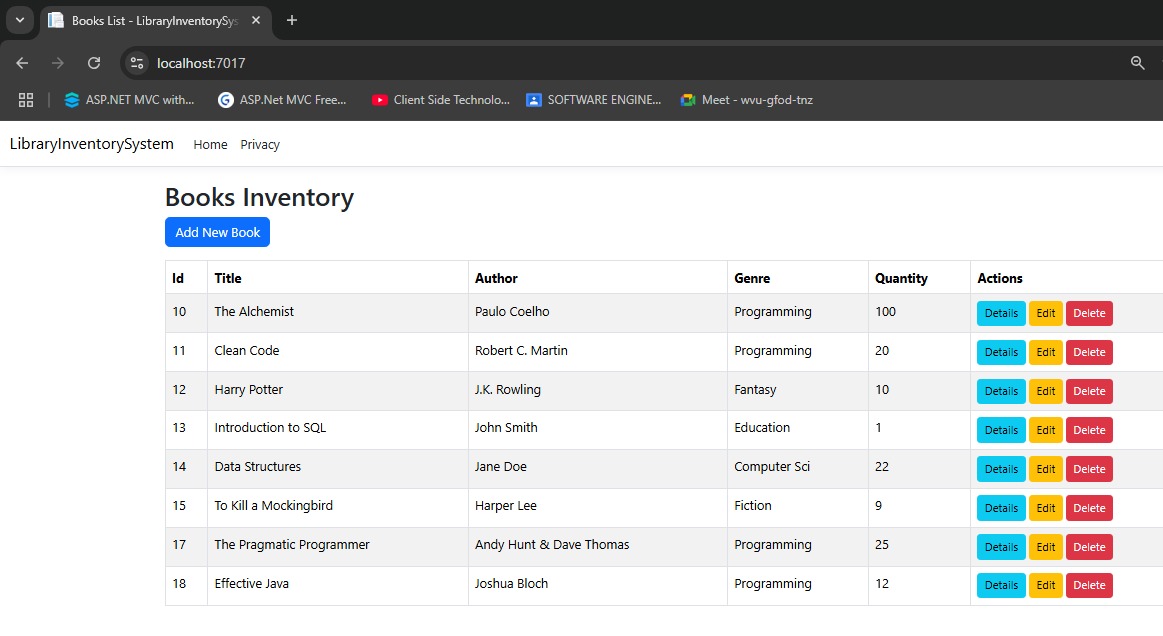 Books List - LibraryInventorySys
localhost:7017
ASP.NET MVC with... ASP.Net MVC Free... Client Side Technolo... SOFTWARE ENGINE... Meet - wvu-gfod-tnz
LibraryInventorySystem Home Privacy
Books Inventory
Add New Book
Id Title Author Genre Quantity Actions
10 The Alchemist Paulo Coelho Programming 100 Details Edit Delete
11 Clean Code Robert C. Martin Programming 20 Details Edit Delete
12 Harry Potter J.K. Rowling Fantasy 10 Details Edit Delete
13 Introduction to SQL John Smith Education 1 Details Edit Delete
14 Data Structures Jane Doe Computer Sci 22 Details Edit Delete
15 To Kill a Mockingbird Harper Lee Fiction 9 Details Edit Delete
17 The Pragmatic Programmer Andy Hunt & Dave Thomas Programming 25 Details Edit Delete
18 Effective Java Joshua Bloch Programming 12 Details Edit Delete